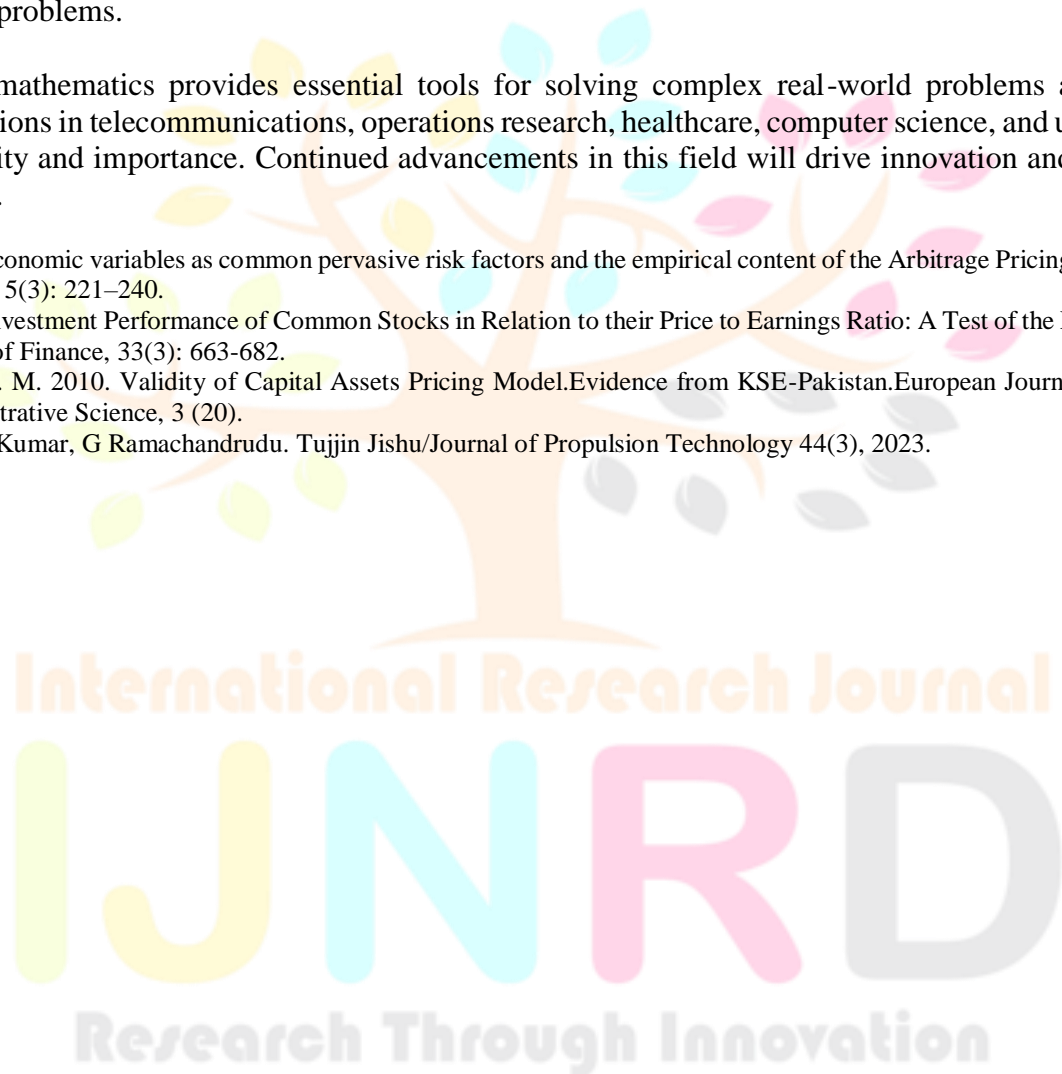 problems.
mathematics provides essential tools for solving complex real-world problems a
ions in telecommunications, operations research, healthcare, computer science, and u
ity and importance. Continued advancements in this field will drive innovation and
.
conomic variables as common pervasive risk factors and the empirical content of the Arbitrage Pricing
5(3): 221–240.
vestment Performance of Common Stocks in Relation to their Price to Earnings Ratio: A Test of the
of Finance, 33(3): 663-682.
. M. 2010. Validity of Capital Assets Pricing Model.Evidence from KSE-Pakistan.European Journ
trative Science, 3 (20).
Kumar, G Ramachandrudu. Tujjin Jishu/Journal of Propulsion Technology 44(3), 2023.
International Research Journal
IJNRD
Research Through Innovation